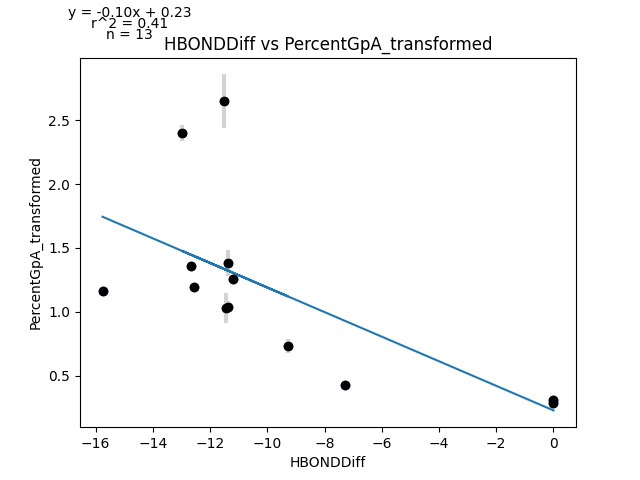 y = -0.10x + 0.23
r^2 = 0.41
n = 13
HBONDDiff vs PercentGpA_transformed
PercentGpA_transformed
2.5
2.0
1.5
1.0
0.5
−16
−14
−12
−10
−8
−6
−4
−2
0
HBONDDiff